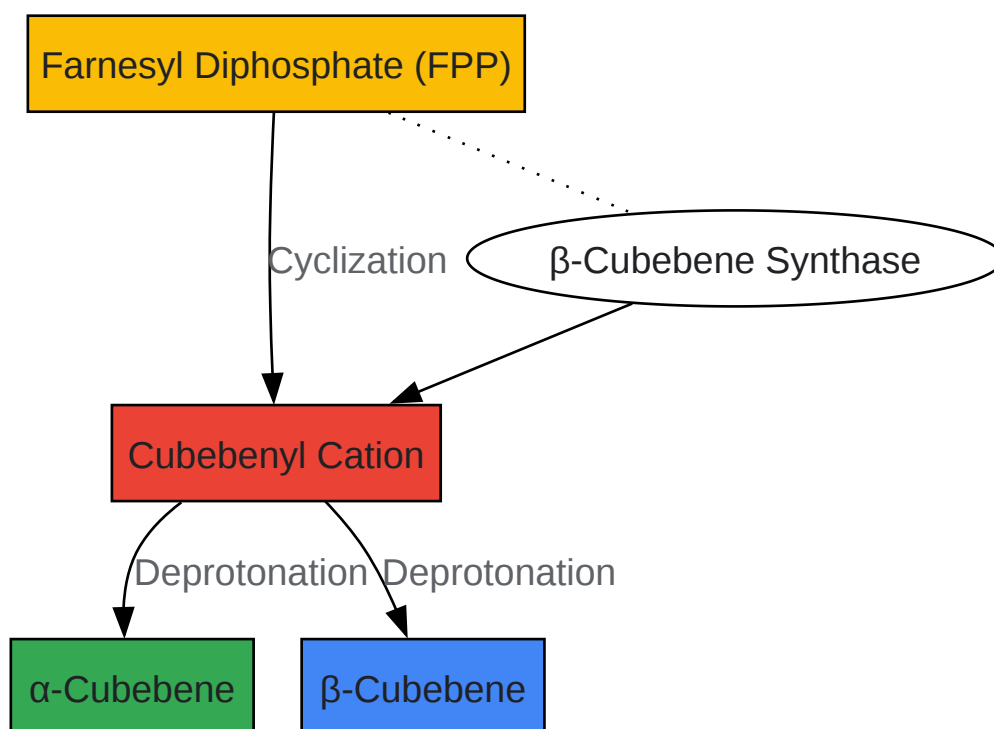 Farnesyl Diphosphate (FPP)
Cyclization
β-Cubebene Synthase
Cubebenyl Cation
Deprotonation
Deprotonation
α-Cubebene
β-Cubebene